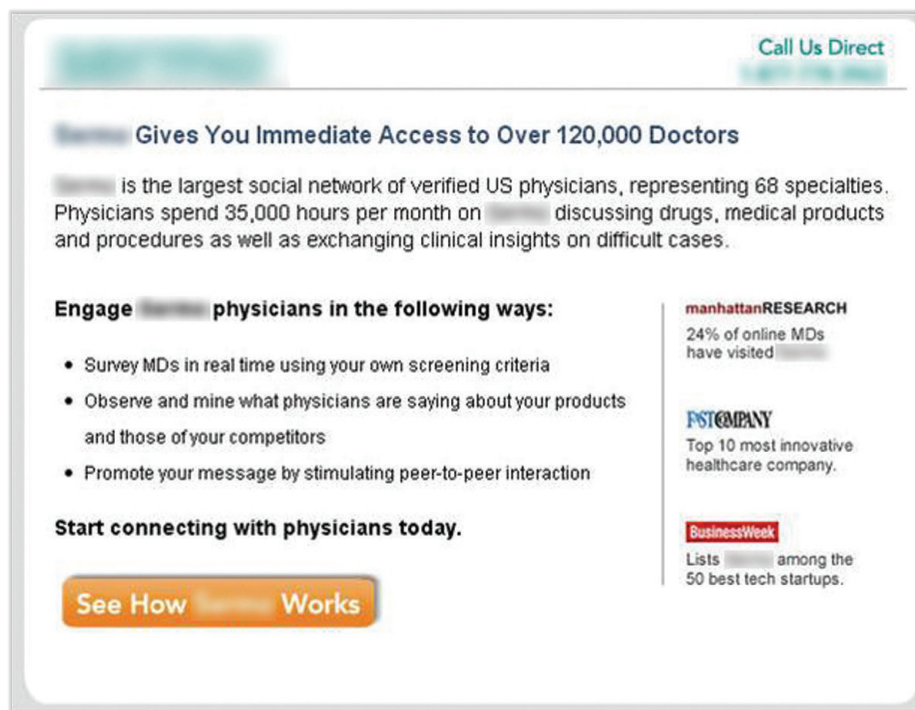 Call Us Direct
Gives You Immediate Access to Over 120,000 Doctors
is the largest social network of verified US physicians, representing 68 specialties.
Physicians spend 35,000 hours per month on discussing drugs, medical products
and procedures as well as exchanging clinical insights on difficult cases.
Engage physicians in the following ways:
• Survey MDs in real time using your own screening criteria
• Observe and mine what physicians are saying about your products
and those of your competitors
• Promote your message by stimulating peer-to-peer interaction
Start connecting with physicians today.
See How Works
manhattanRESEARCH
24% of online MDs
have visited
FASTCOMPANY
Top 10 most innovative
healthcare company.
BusinessWeek
Lists among the
50 best tech startups.